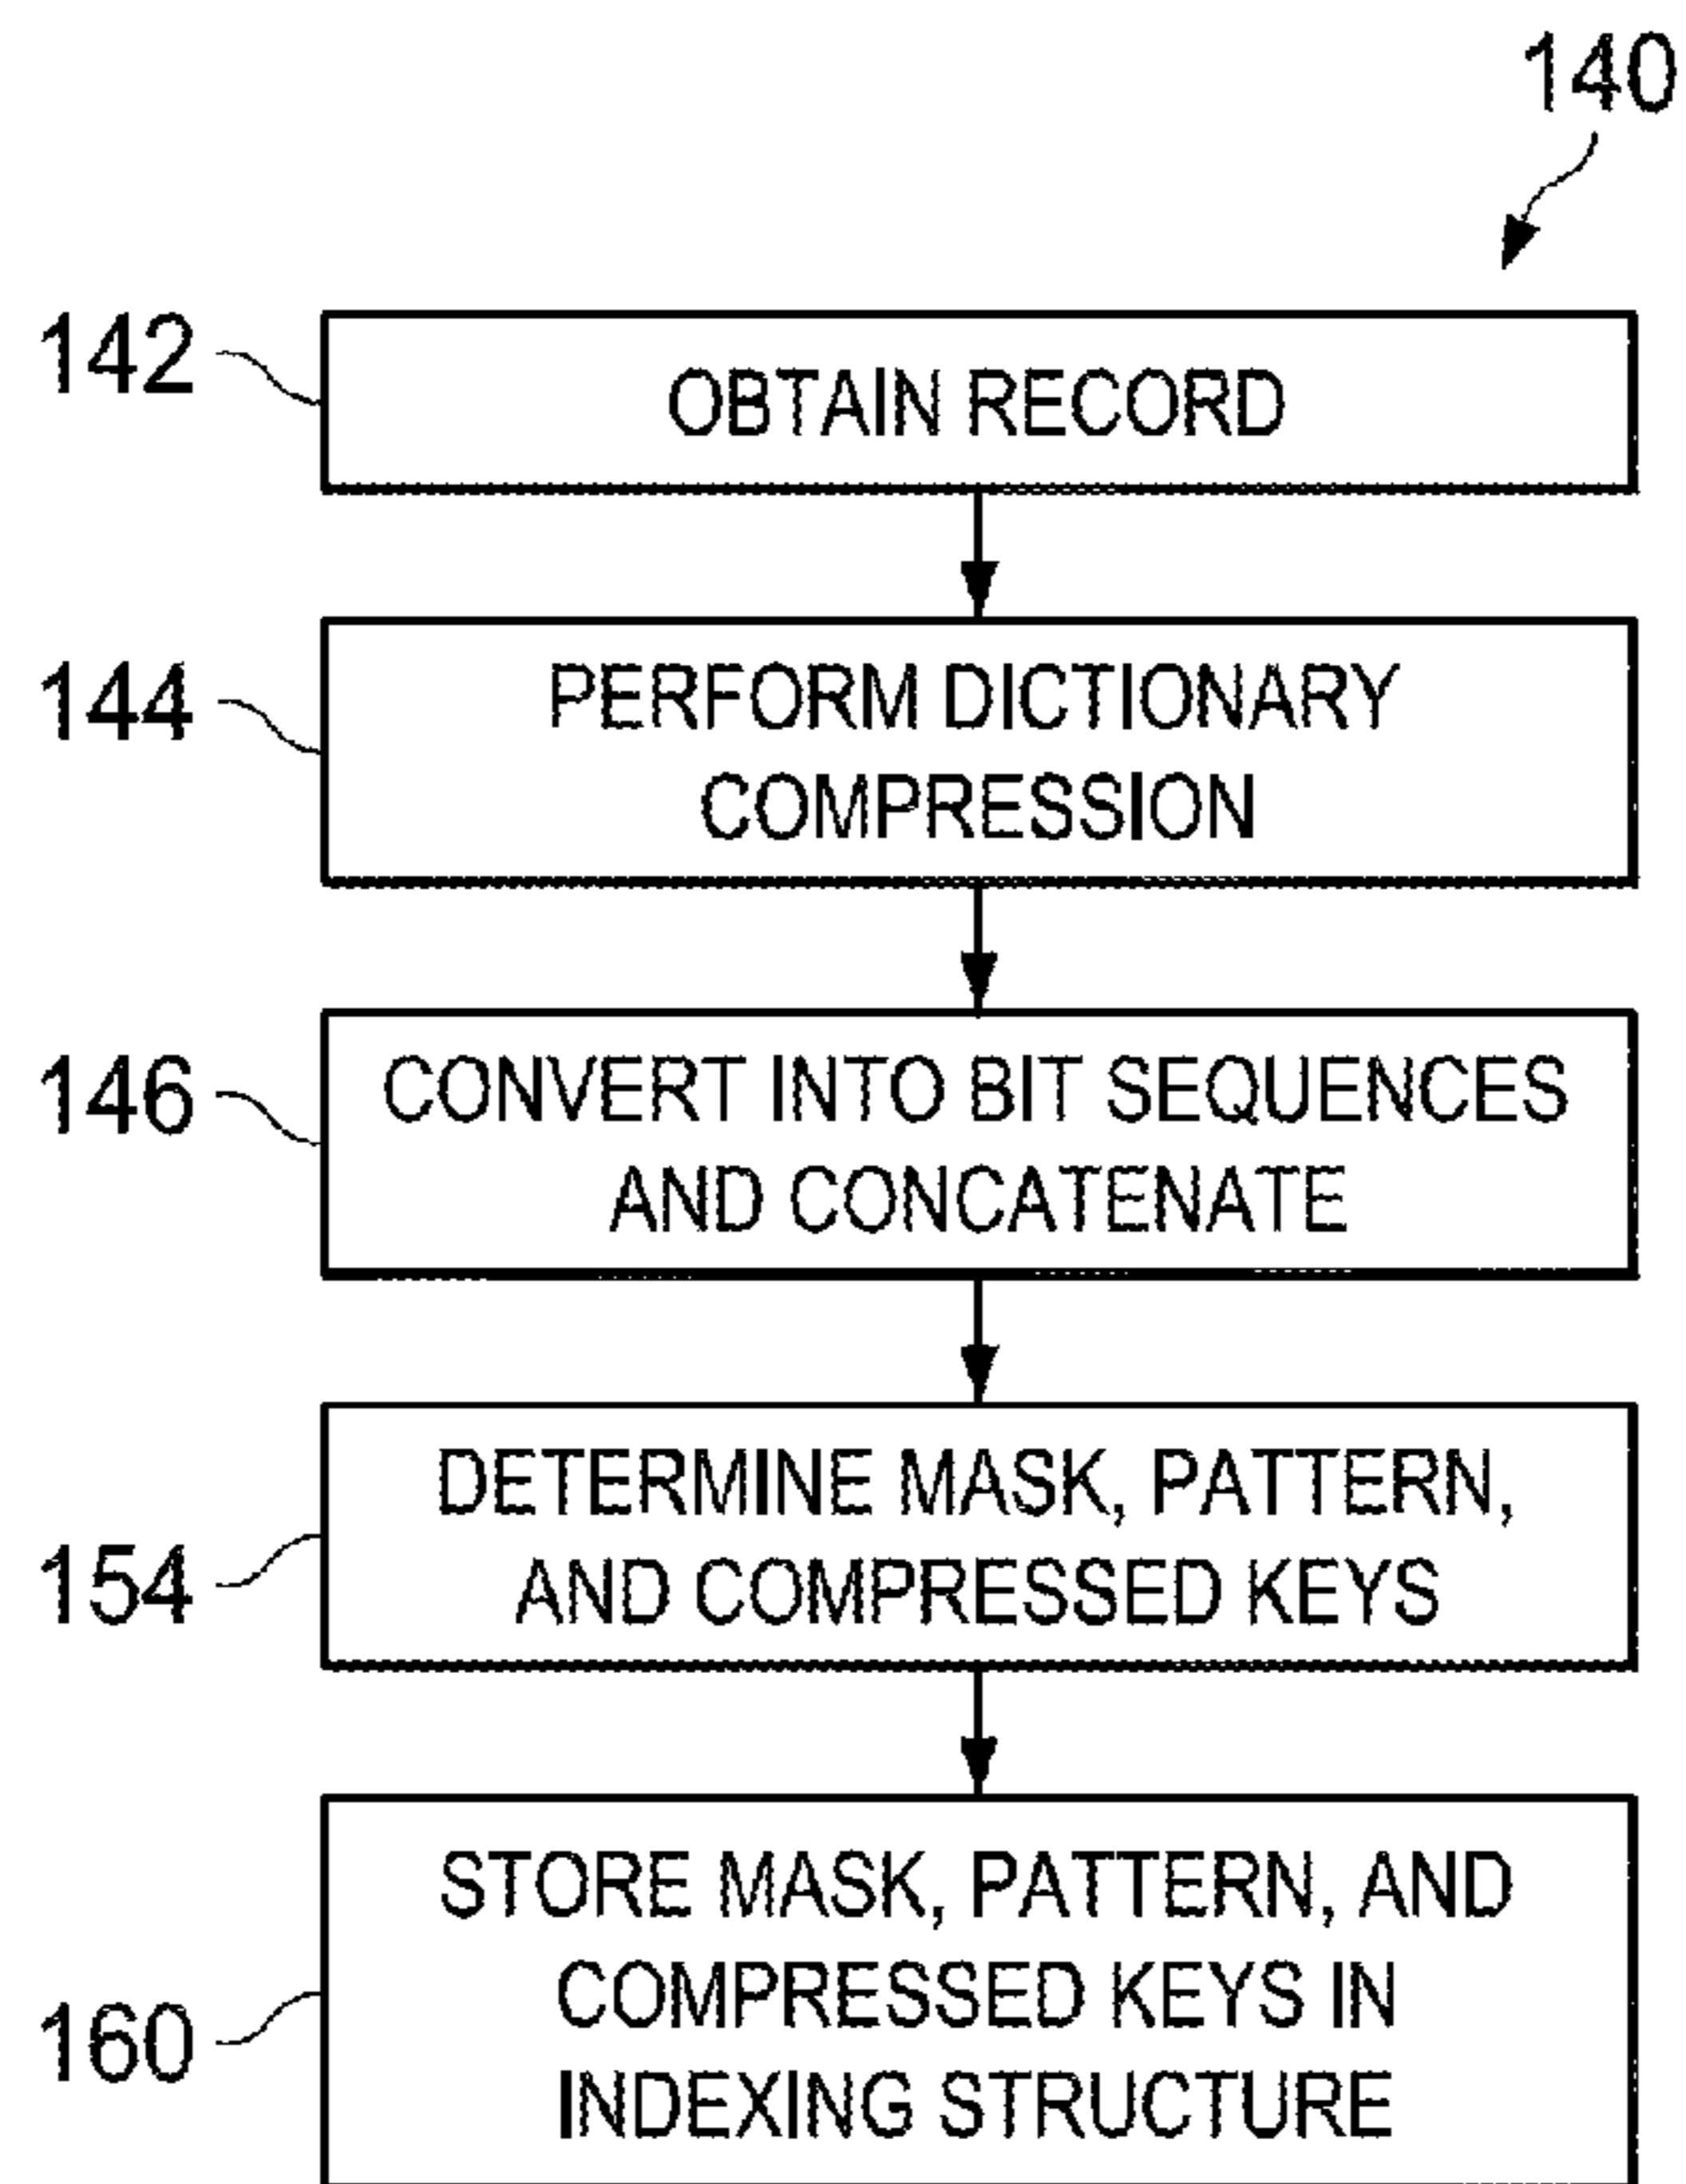 140
142
OBTAIN RECORD
144
PERFORM DICTIONARY
COMPRESSION
146
CONVERT INTO BIT SEQUENCES
AND CONCATENATE
154
DETERMINE MASK, PATTERN,
AND COMPRESSED KEYS
160
STORE MASK, PATTERN, AND
COMPRESSED KEYS IN
INDEXING STRUCTURE